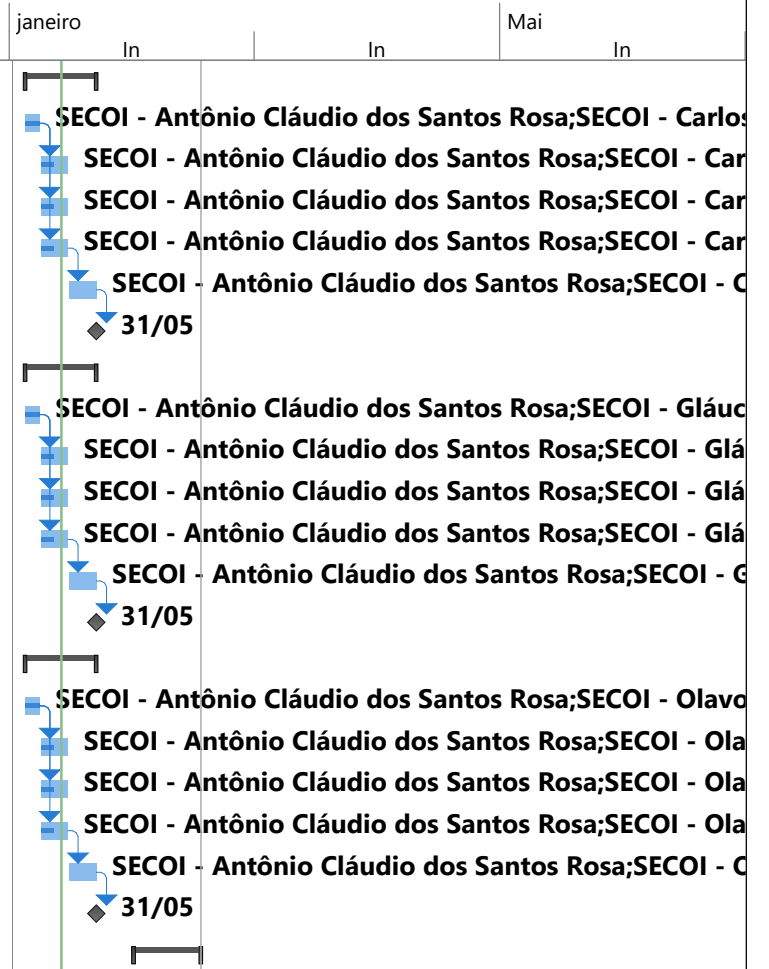 janeiro Mai
In In In
SECOI - Antônio Cláudio dos Santos Rosa;SECOI - Carlos
SECOI - Antônio Cláudio dos Santos Rosa;SECOI - Car
SECOI - Antônio Cláudio dos Santos Rosa;SECOI - Car
SECOI - Antônio Cláudio dos Santos Rosa;SECOI - Car
SECOI - Antônio Cláudio dos Santos Rosa;SECOI - C
31/05
SECOI - Antônio Cláudio dos Santos Rosa;SECOI - Gláuc
SECOI - Antônio Cláudio dos Santos Rosa;SECOI - Glá
SECOI - Antônio Cláudio dos Santos Rosa;SECOI - Glá
SECOI - Antônio Cláudio dos Santos Rosa;SECOI - Glá
SECOI - Antônio Cláudio dos Santos Rosa;SECOI - G
31/05
SECOI - Antônio Cláudio dos Santos Rosa;SECOI - Olavo
SECOI - Antônio Cláudio dos Santos Rosa;SECOI - Ola
SECOI - Antônio Cláudio dos Santos Rosa;SECOI - Ola
SECOI - Antônio Cláudio dos Santos Rosa;SECOI - Ola
SECOI - Antônio Cláudio dos Santos Rosa;SECOI - O
31/05